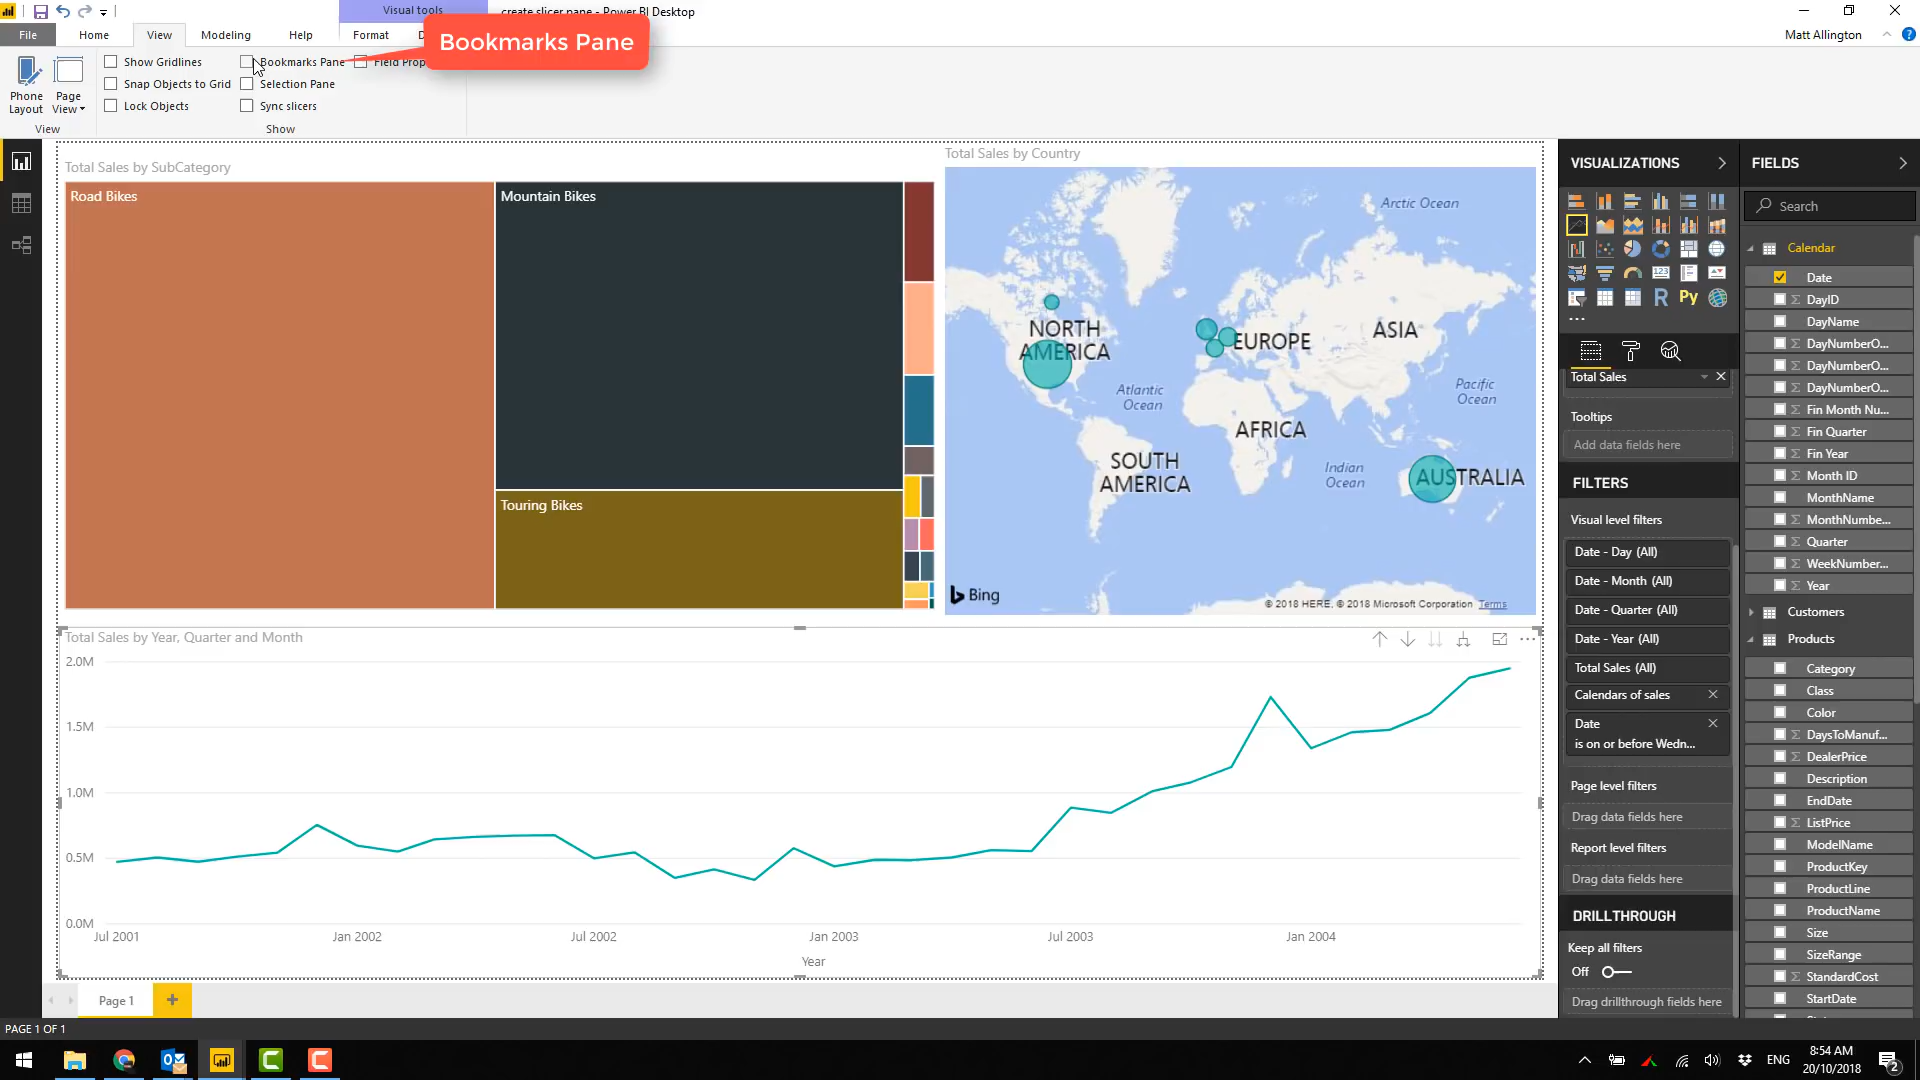 Visual tools
create slicer pane - Power BI Desktop
File
Home
View
Modeling
Help
Format
Matt Allington
Bookmarks Pane
Phone Layout
Page View
Show Gridlines
Snap Objects to Grid
Lock Objects
Bookmarks Pane
Selection Pane
Sync slicers
Field Prop
View
Show
Total Sales by SubCategory
Road Bikes
Mountain Bikes
Touring Bikes
Total Sales by Country
Arctic Ocean
NORTH AMERICA
EUROPE
ASIA
Atlantic Ocean
Pacific Ocean
AFRICA
SOUTH AMERICA
Indian Ocean
AUSTRALIA
Bing
© 2018 HERE, © 2018 Microsoft Corporation Terms
Total Sales by Year, Quarter and Month
2.0M
1.5M
1.0M
0.5M
0.0M
Jul 2001
Jan 2002
Jul 2002
Jan 2003
Jul 2003
Jan 2004
Year
Page 1
PAGE 1 OF 1
VISUALIZATIONS
123
R
Py
Total Sales
Tooltips
Add data fields here
FILTERS
Visual level filters
Date - Day (All)
Date - Month (All)
Date - Quarter (All)
Date - Year (All)
Total Sales (All)
Calendars of sales
Date
is on or before Wedn...
Page level filters
Drag data fields here
Report level filters
Drag data fields here
DRILLTHROUGH
Keep all filters
Off
Drag drillthrough fields here
FIELDS
Search
Calendar
Date
DayID
DayName
DayNumberO...
DayNumberO...
DayNumberO...
Fin Month Nu...
Fin Quarter
Fin Year
Month ID
MonthName
MonthNumbe...
Quarter
WeekNumber...
Year
Customers
Products
Category
Class
Color
DaysToManuf...
DealerPrice
Description
EndDate
ListPrice
ModelName
ProductKey
ProductLine
ProductName
Size
SizeRange
StandardCost
StartDate
ENG
8:54 AM
20/10/2018
2